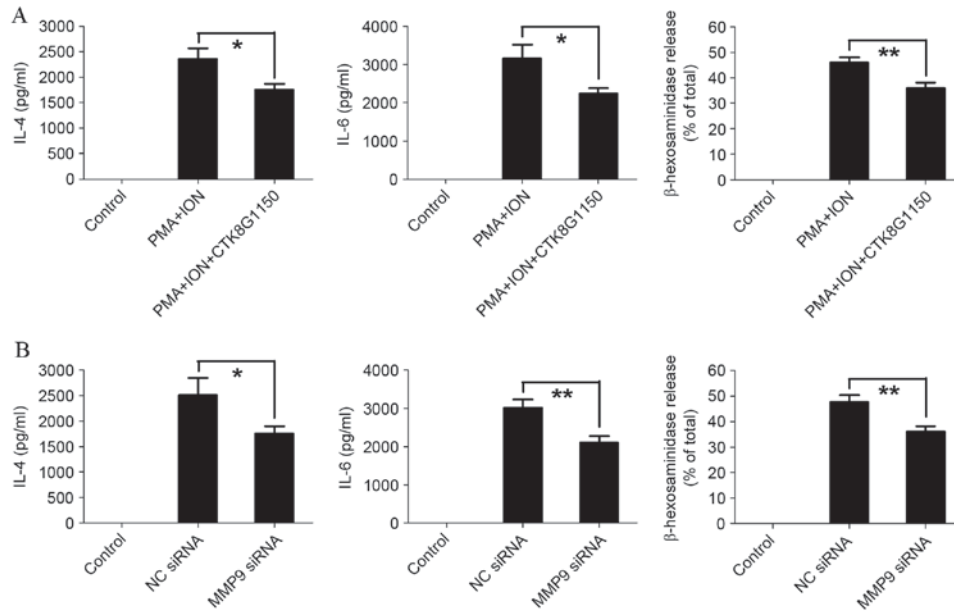 A
IL-4 (pg/ml)
3000
2500
2000
1500
1000
500
0
*
Control
PMA+ION
PMA+ION+CTK8G1150
IL-6 (pg/ml)
4000
3000
2000
1000
0
*
Control
PMA+ION
PMA+ION+CTK8G1150
β-hexosaminidase release
(% of total)
60
50
40
30
20
10
0
**
Control
PMA+ION
PMA+ION+CTK8G1150
B
IL-4 (pg/ml)
3000
2500
2000
1500
1000
500
0
*
Control
NC siRNA
MMP9 siRNA
IL-6 (pg/ml)
4000
3000
2000
1000
0
**
Control
NC siRNA
MMP9 siRNA
β-hexosaminidase release
(% of total)
60
50
40
30
20
10
0
**
Control
NC siRNA
MMP9 siRNA